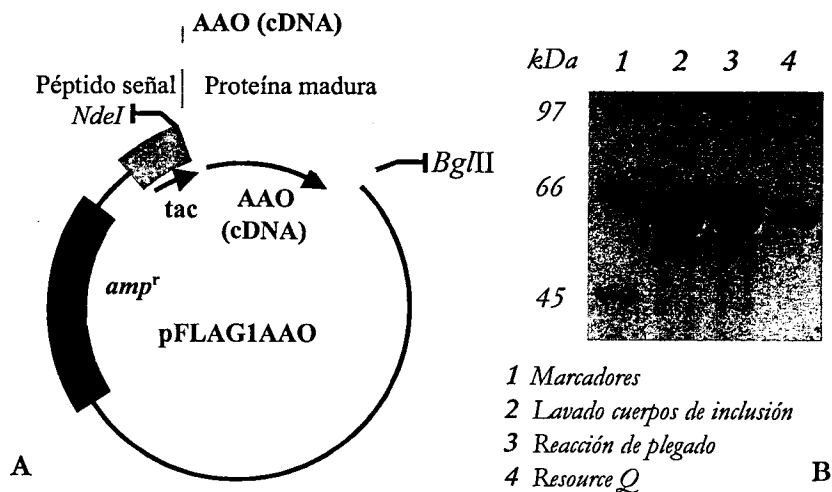 AAO (cDNA)
Péptido señal
Proteína madura
NdeI
BglII
tac
AAO
(cDNA)
ampr
pFLAG1AAO
A
kDa 1 2 3 4
97
66
45
1 Marcadores
2 Lavado cuerpos de inclusión
3 Reacción de plegado
4 Resource Q
B